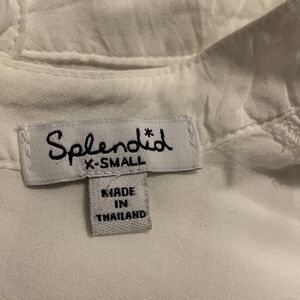 Splendid
X-SMALL
MADE
IN
THAILAND